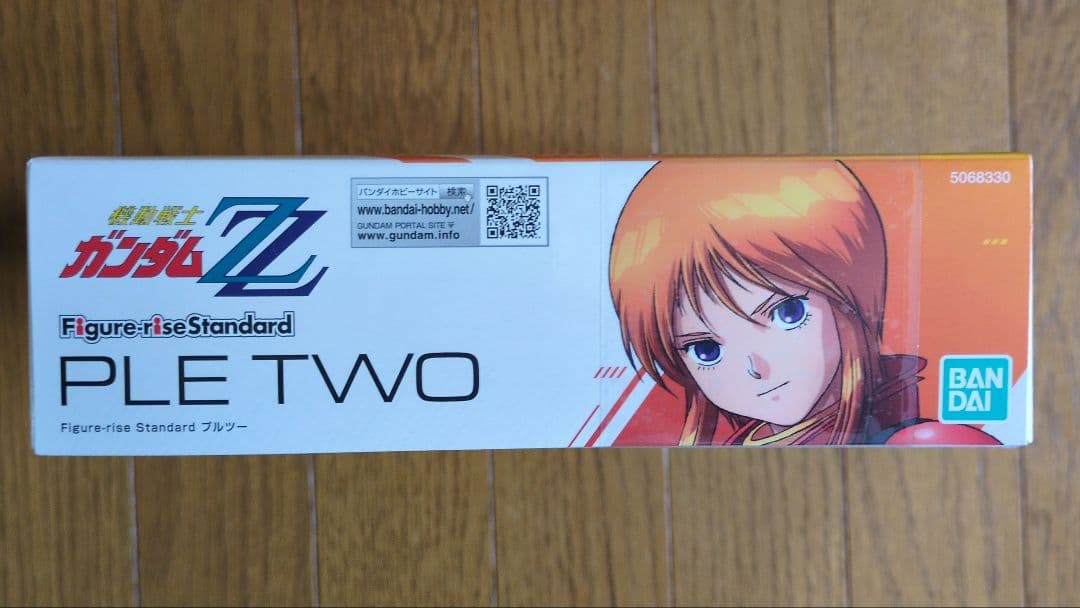 機動戦士
ガンダムZZ
Figure-rise Standard
PLE TWO
Figure-rise Standard プルツー
バンダイホビーサイト 検索
www.bandai-hobby.net/
GUNDAM PORTAL SITE
www.gundam.info
5068330
BAN
DAI